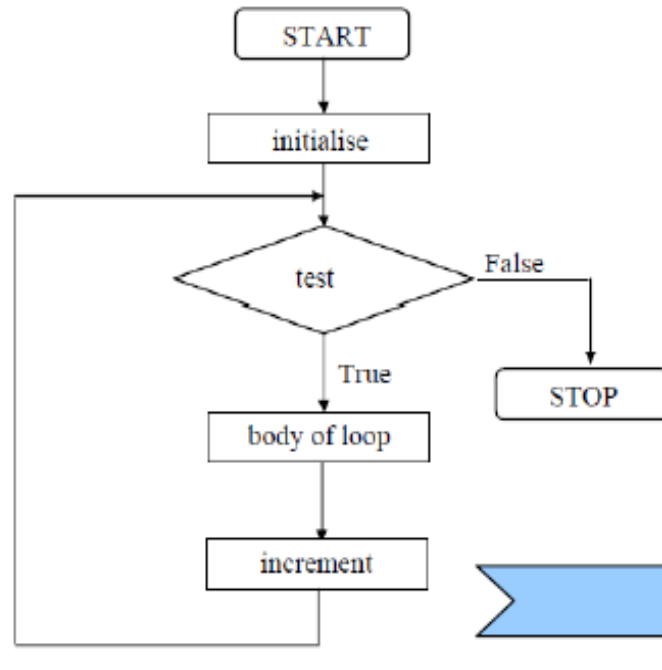 START
initialise
test
False
True
STOP
body of loop
increment